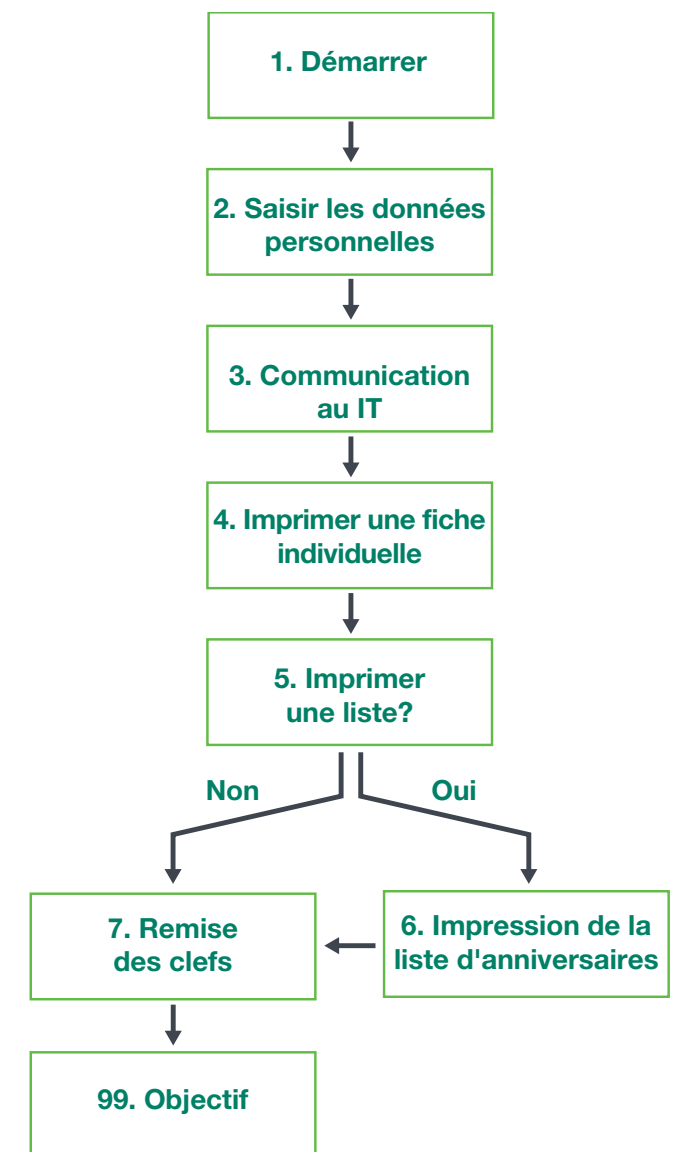 1. Démarrer
2. Saisir les données
personnelles
3. Communication
au IT
4. Imprimer une fiche
individuelle
5. Imprimer
une liste?
Non
Oui
7. Remise
des clefs
6. Impression de la
liste d'anniversaires
99. Objectif